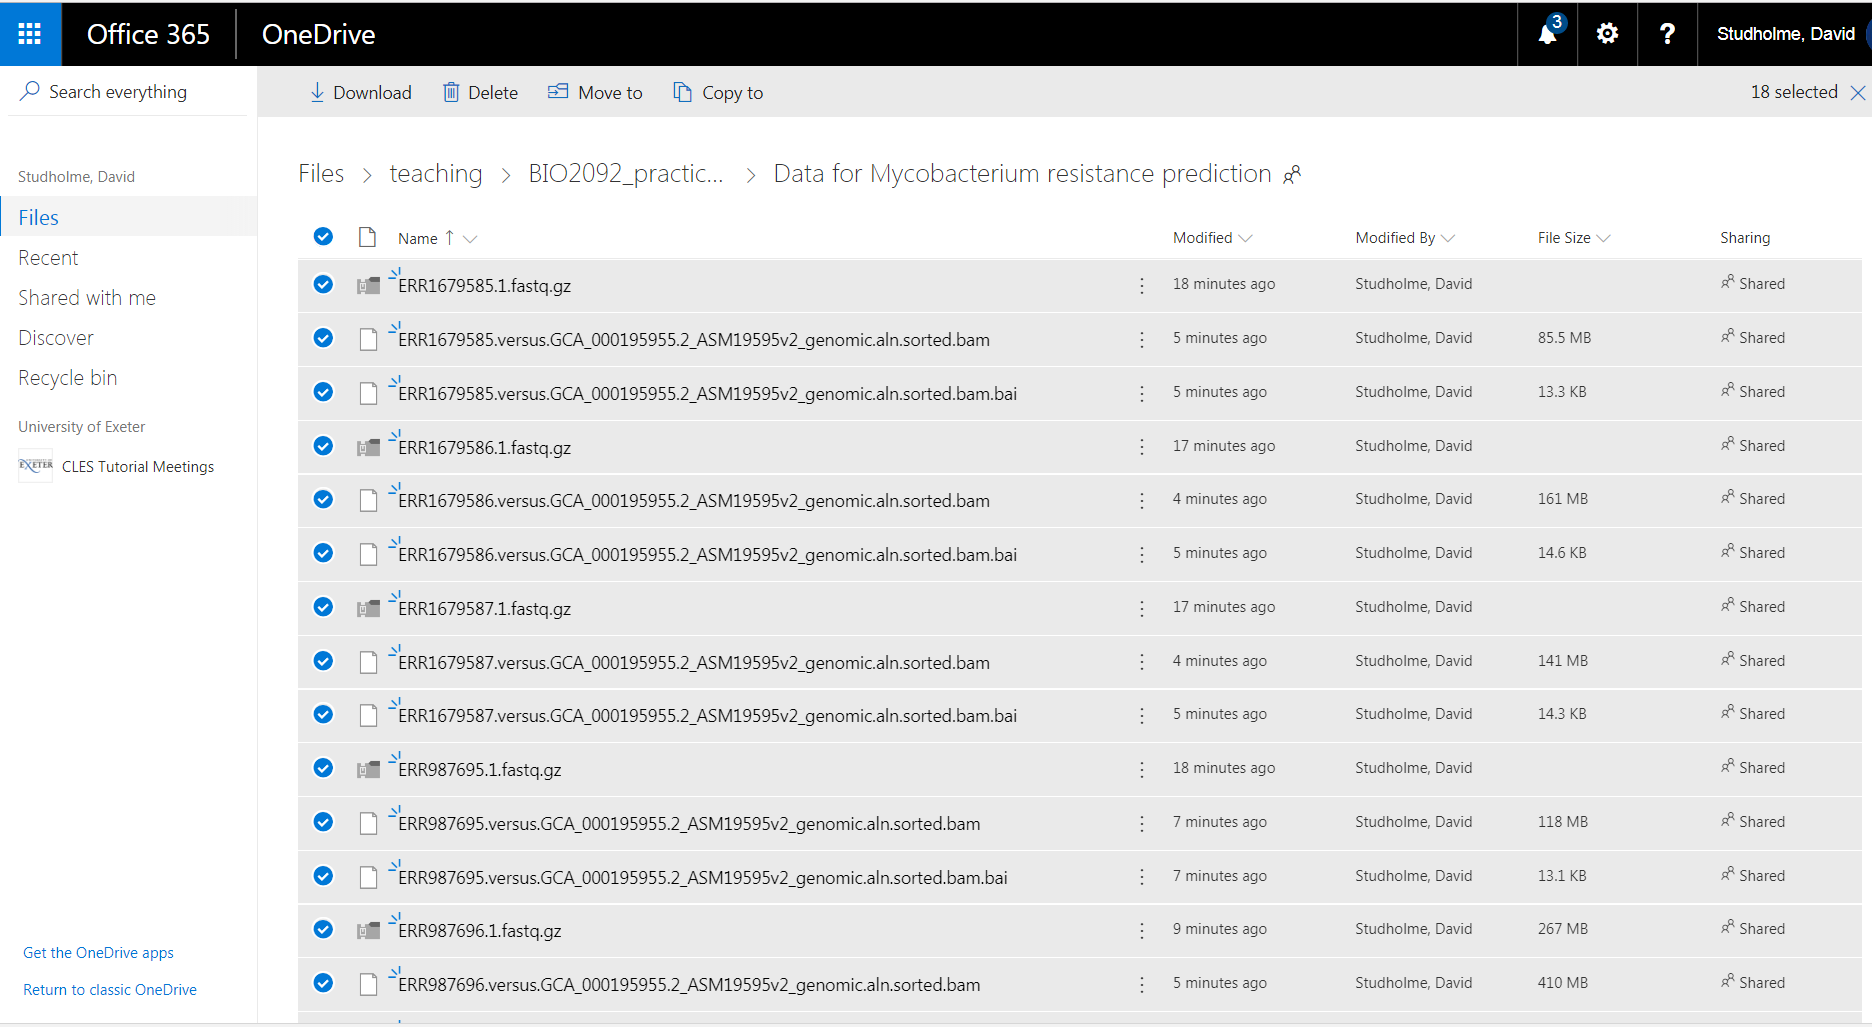 Office 365 OneDrive 3 ? Studholme, David
Search everything Download Delete Move to Copy to 18 selected
Studholme, David
Files
Recent
Shared with me
Discover
Recycle bin
University of Exeter
EXETER CLES Tutorial Meetings
Get the OneDrive apps
Return to classic OneDrive
Files > teaching > BIO2092_practic... > Data for Mycobacterium resistance prediction
Name Modified Modified By File Size Sharing
ERR1679585.1.fastq.gz 18 minutes ago Studholme, David Shared
ERR1679585.versus.GCA_000195955.2_ASM19595v2_genomic.aln.sorted.bam 5 minutes ago Studholme, David 85.5 MB Shared
ERR1679585.versus.GCA_000195955.2_ASM19595v2_genomic.aln.sorted.bam.bai 5 minutes ago Studholme, David 13.3 KB Shared
ERR1679586.1.fastq.gz 17 minutes ago Studholme, David Shared
ERR1679586.versus.GCA_000195955.2_ASM19595v2_genomic.aln.sorted.bam 4 minutes ago Studholme, David 161 MB Shared
ERR1679586.versus.GCA_000195955.2_ASM19595v2_genomic.aln.sorted.bam.bai 5 minutes ago Studholme, David 14.6 KB Shared
ERR1679587.1.fastq.gz 17 minutes ago Studholme, David Shared
ERR1679587.versus.GCA_000195955.2_ASM19595v2_genomic.aln.sorted.bam 4 minutes ago Studholme, David 141 MB Shared
ERR1679587.versus.GCA_000195955.2_ASM19595v2_genomic.aln.sorted.bam.bai 5 minutes ago Studholme, David 14.3 KB Shared
ERR987695.1.fastq.gz 18 minutes ago Studholme, David Shared
ERR987695.versus.GCA_000195955.2_ASM19595v2_genomic.aln.sorted.bam 7 minutes ago Studholme, David 118 MB Shared
ERR987695.versus.GCA_000195955.2_ASM19595v2_genomic.aln.sorted.bam.bai 7 minutes ago Studholme, David 13.1 KB Shared
ERR987696.1.fastq.gz 9 minutes ago Studholme, David 267 MB Shared
ERR987696.versus.GCA_000195955.2_ASM19595v2_genomic.aln.sorted.bam 5 minutes ago Studholme, David 410 MB Shared